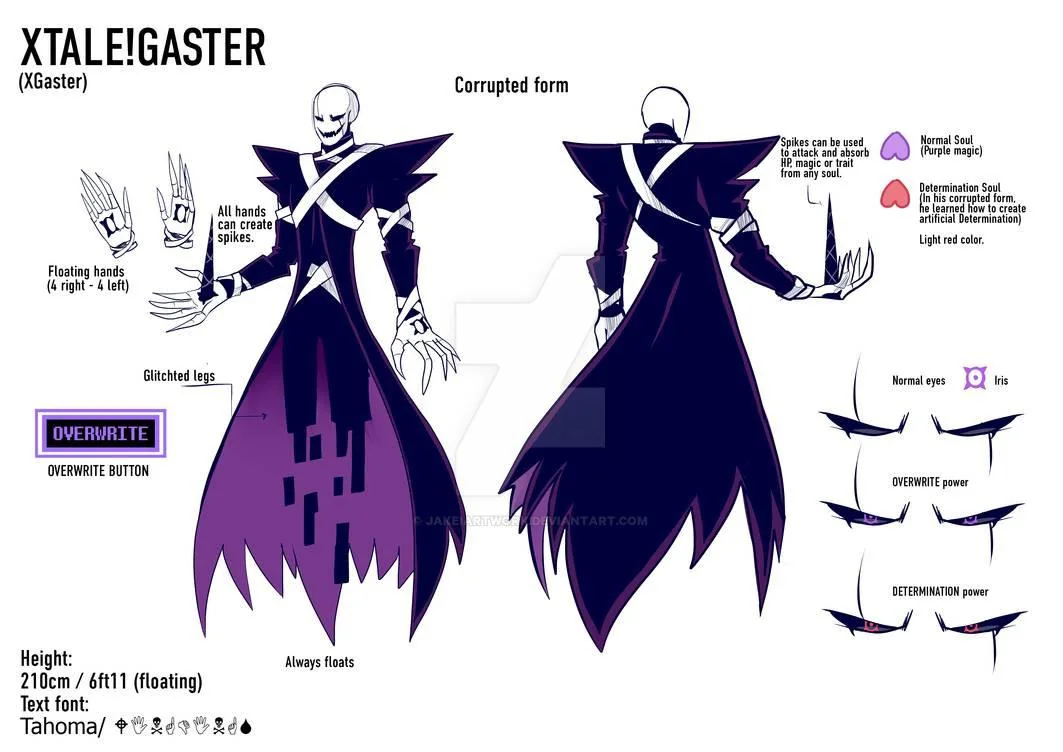 XTALE!GASTER
(XGaster)
Corrupted form
All hands
can create
spikes.
Floating hands
(4 right - 4 left)
Spikes can be used
to attack and absorb
HP, magic or trait
from any soul.
Normal Soul
(Purple magic)
Determination Soul
(In his corrupted form,
he learned how to create
artificial Determination)
Light red color.
Glitchted legs
OVERWRITE
OVERWRITE BUTTON
Normal eyes
Iris
OVERWRITE power
DETERMINATION power
© JAKEIARTWORK.DEVIANTART.COM
Always floats
Height:
210cm / 6ft11 (floating)
Text font:
Tahoma/